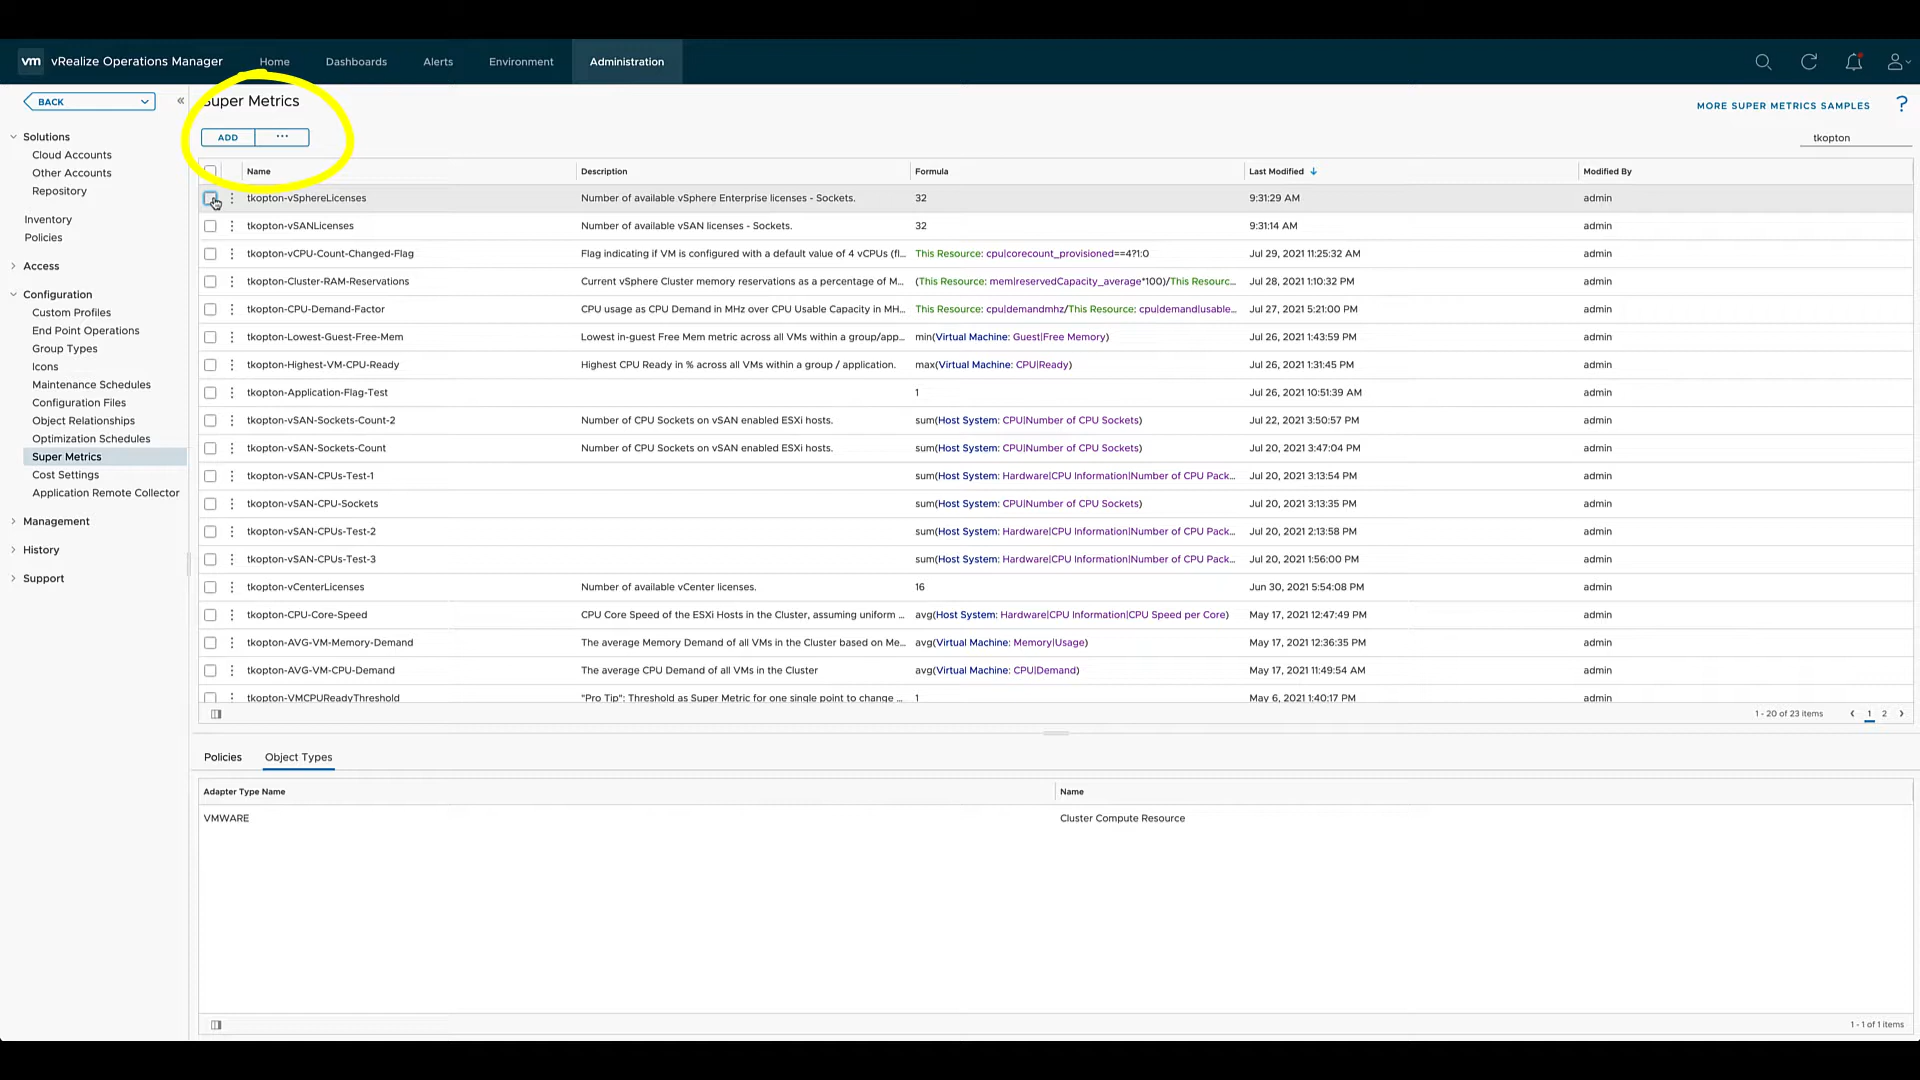 vm vRealize Operations Manager Home Dashboards Alerts Environment Administration
BACK
Super Metrics
MORE SUPER METRICS SAMPLES ?
ADD ...
tkopton
Solutions
Cloud Accounts
Other Accounts
Repository
Inventory
Policies
Access
Configuration
Custom Profiles
End Point Operations
Group Types
Icons
Maintenance Schedules
Configuration Files
Object Relationships
Optimization Schedules
Super Metrics
Cost Settings
Application Remote Collector
Management
History
Support
Name Description Formula Last Modified Modified By
tkopton-vSphereLicenses Number of available vSphere Enterprise licenses - Sockets. 32 9:31:29 AM admin
tkopton-vSANLicenses Number of available vSAN licenses - Sockets. 32 9:31:14 AM admin
tkopton-vCPU-Count-Changed-Flag Flag indicating if VM is configured with a default value of 4 vCPUs (fl... This Resource: cpu|corecount_provisioned==4?1:0 Jul 29, 2021 11:25:32 AM admin
tkopton-Cluster-RAM-Reservations Current vSphere Cluster memory reservations as a percentage of M... (This Resource: mem|reservedCapacity_average*100)/This Resourc... Jul 28, 2021 1:10:32 PM admin
tkopton-CPU-Demand-Factor CPU usage as CPU Demand in MHz over CPU Usable Capacity in MH... This Resource: cpu|demandmhz/This Resource: cpu|demand|usable... Jul 27, 2021 5:21:00 PM admin
tkopton-Lowest-Guest-Free-Mem Lowest in-guest Free Mem metric across all VMs within a group/app... min(Virtual Machine: Guest|Free Memory) Jul 26, 2021 1:43:59 PM admin
tkopton-Highest-VM-CPU-Ready Highest CPU Ready in % across all VMs within a group / application. max(Virtual Machine: CPU|Ready) Jul 26, 2021 1:31:45 PM admin
tkopton-Application-Flag-Test 1 Jul 26, 2021 10:51:39 AM admin
tkopton-vSAN-Sockets-Count-2 Number of CPU Sockets on vSAN enabled ESXi hosts. sum(Host System: CPU|Number of CPU Sockets) Jul 22, 2021 3:50:57 PM admin
tkopton-vSAN-Sockets-Count Number of CPU Sockets on vSAN enabled ESXi hosts. sum(Host System: CPU|Number of CPU Sockets) Jul 20, 2021 3:47:04 PM admin
tkopton-vSAN-CPUs-Test-1 sum(Host System: Hardware|CPU Information|Number of CPU Pack... Jul 20, 2021 3:13:54 PM admin
tkopton-vSAN-CPU-Sockets sum(Host System: CPU|Number of CPU Sockets) Jul 20, 2021 3:13:35 PM admin
tkopton-vSAN-CPUs-Test-2 sum(Host System: Hardware|CPU Information|Number of CPU Pack... Jul 20, 2021 2:13:58 PM admin
tkopton-vSAN-CPUs-Test-3 sum(Host System: Hardware|CPU Information|Number of CPU Pack... Jul 20, 2021 1:56:00 PM admin
tkopton-vCenterLicenses Number of available vCenter licenses. 16 Jun 30, 2021 5:54:08 PM admin
tkopton-CPU-Core-Speed CPU Core Speed of the ESXi Hosts in the Cluster, assuming uniform ... avg(Host System: Hardware|CPU Information|CPU Speed per Core) May 17, 2021 12:47:49 PM admin
tkopton-AVG-VM-Memory-Demand The average Memory Demand of all VMs in the Cluster based on Me... avg(Virtual Machine: Memory|Usage) May 17, 2021 12:36:35 PM admin
tkopton-AVG-VM-CPU-Demand The average CPU Demand of all VMs in the Cluster avg(Virtual Machine: CPU|Demand) May 17, 2021 11:49:54 AM admin
tkopton-VMCPUReadyThreshold "Pro Tip": Threshold as Super Metric for one single point to change ... 1 May 6, 2021 1:40:17 PM admin
1 - 20 of 23 items 1 2
Policies Object Types
Adapter Type Name Name
VMWARE Cluster Compute Resource
1 - 1 of 1 items